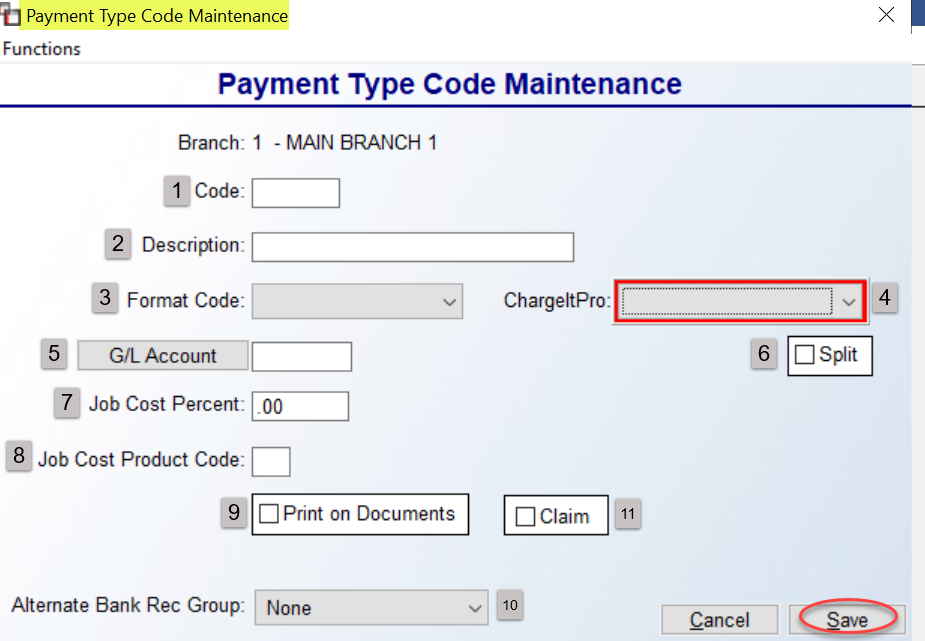 Payment Type Code Maintenance
Functions
Payment Type Code Maintenance
Branch: 1 - MAIN BRANCH 1
1 Code:
2 Description:
3 Format Code: ChargeItPro: 4
5 G/L Account 6 Split
7 Job Cost Percent: .00
8 Job Cost Product Code:
9 Print on Documents Claim 11
Alternate Bank Rec Group: None 10
Cancel Save